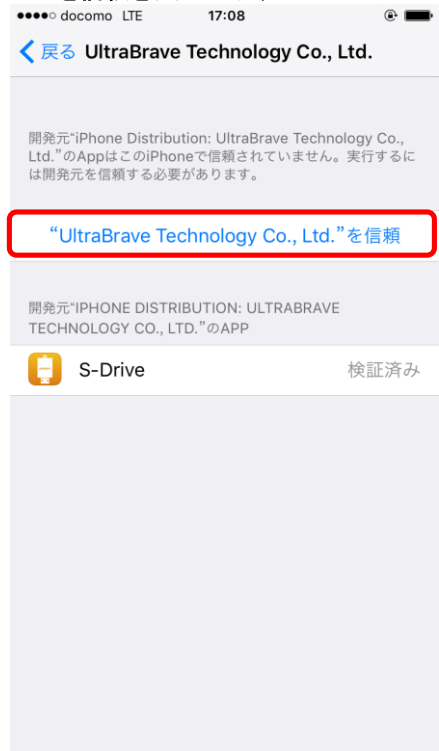 docomo LTE 17:08
戻る UltraBrave Technology Co., Ltd.
開発元“iPhone Distribution: UltraBrave Technology Co.,
Ltd.”のAppはこのiPhoneで信頼されていません。実行するに
は開発元を信頼する必要があります。
“UltraBrave Technology Co., Ltd.”を信頼
開発元“IPHONE DISTRIBUTION: ULTRABRAVE
TECHNOLOGY CO., LTD.”のAPP
S-Drive 検証済み